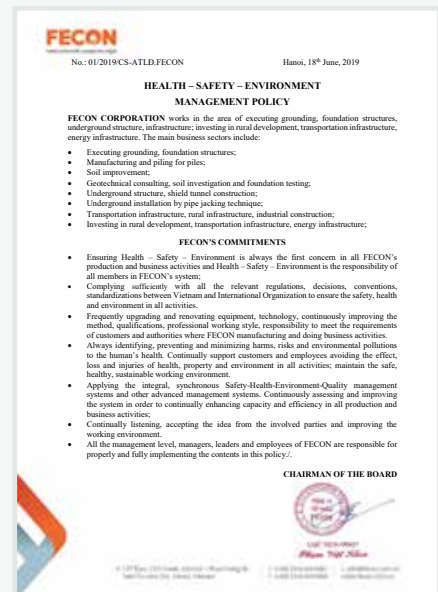 FECON
No.: 01/2019/CS-ATLD.FECON Hanoi, 18th June, 2019
HEALTH – SAFETY – ENVIRONMENT
MANAGEMENT POLICY
FECON CORPORATION works in the area of executing grounding, foundation structures,
underground structure, infrastructure; investing in rural development, transportation infrastructure,
energy infrastructure. The main business sectors include:
• Executing grounding, foundation structures;
• Manufacturing and piling for piles;
• Soil improvement;
• Geotechnical consulting, soil investigation and foundation testing;
• Underground structure, shield tunnel construction;
• Underground installation by pipe jacking technique;
• Transportation infrastructure, rural infrastructure, industrial construction;
• Investing in rural development, transportation infrastructure, energy infrastructure;
FECON'S COMMITMENTS
• Ensuring Health – Safety – Environment is always the first concern in all FECON's
production and business activities and Health – Safety – Environment is the responsibility of
all members in FECON's system;
• Complying sufficiently with all the relevant regulations, decisions, conventions,
standardizations between Vietnam and International Organization to ensure the safety, health
and environment in all activities.
• Frequently upgrading and renovating equipment, technology, continuously improving the
method, qualifications, professional working style, responsibility to meet the requirements
of customers and authorities where FECON manufacturing and doing business activities.
• Always identifying, preventing and minimizing harms, risks and environmental pollutions
to the human's health. Continually support customers and employees avoiding the effect,
loss and injuries of health, property and environment in all activities; maintain the safe,
healthy, sustainable working environment.
• Applying the integral, synchronous Safety-Health-Environment-Quality management
systems and other advanced management systems. Continuously assessing and improving
the system in order to continually enhancing capacity and efficiency in all production and
business activities;
• Continually listening, accepting the idea from the involved parties and improving the
working environment.
• All the management level, managers, leaders and employees of FECON are responsible for
properly and fully implementing the contents in this policy./.
CHAIRMAN OF THE BOARD